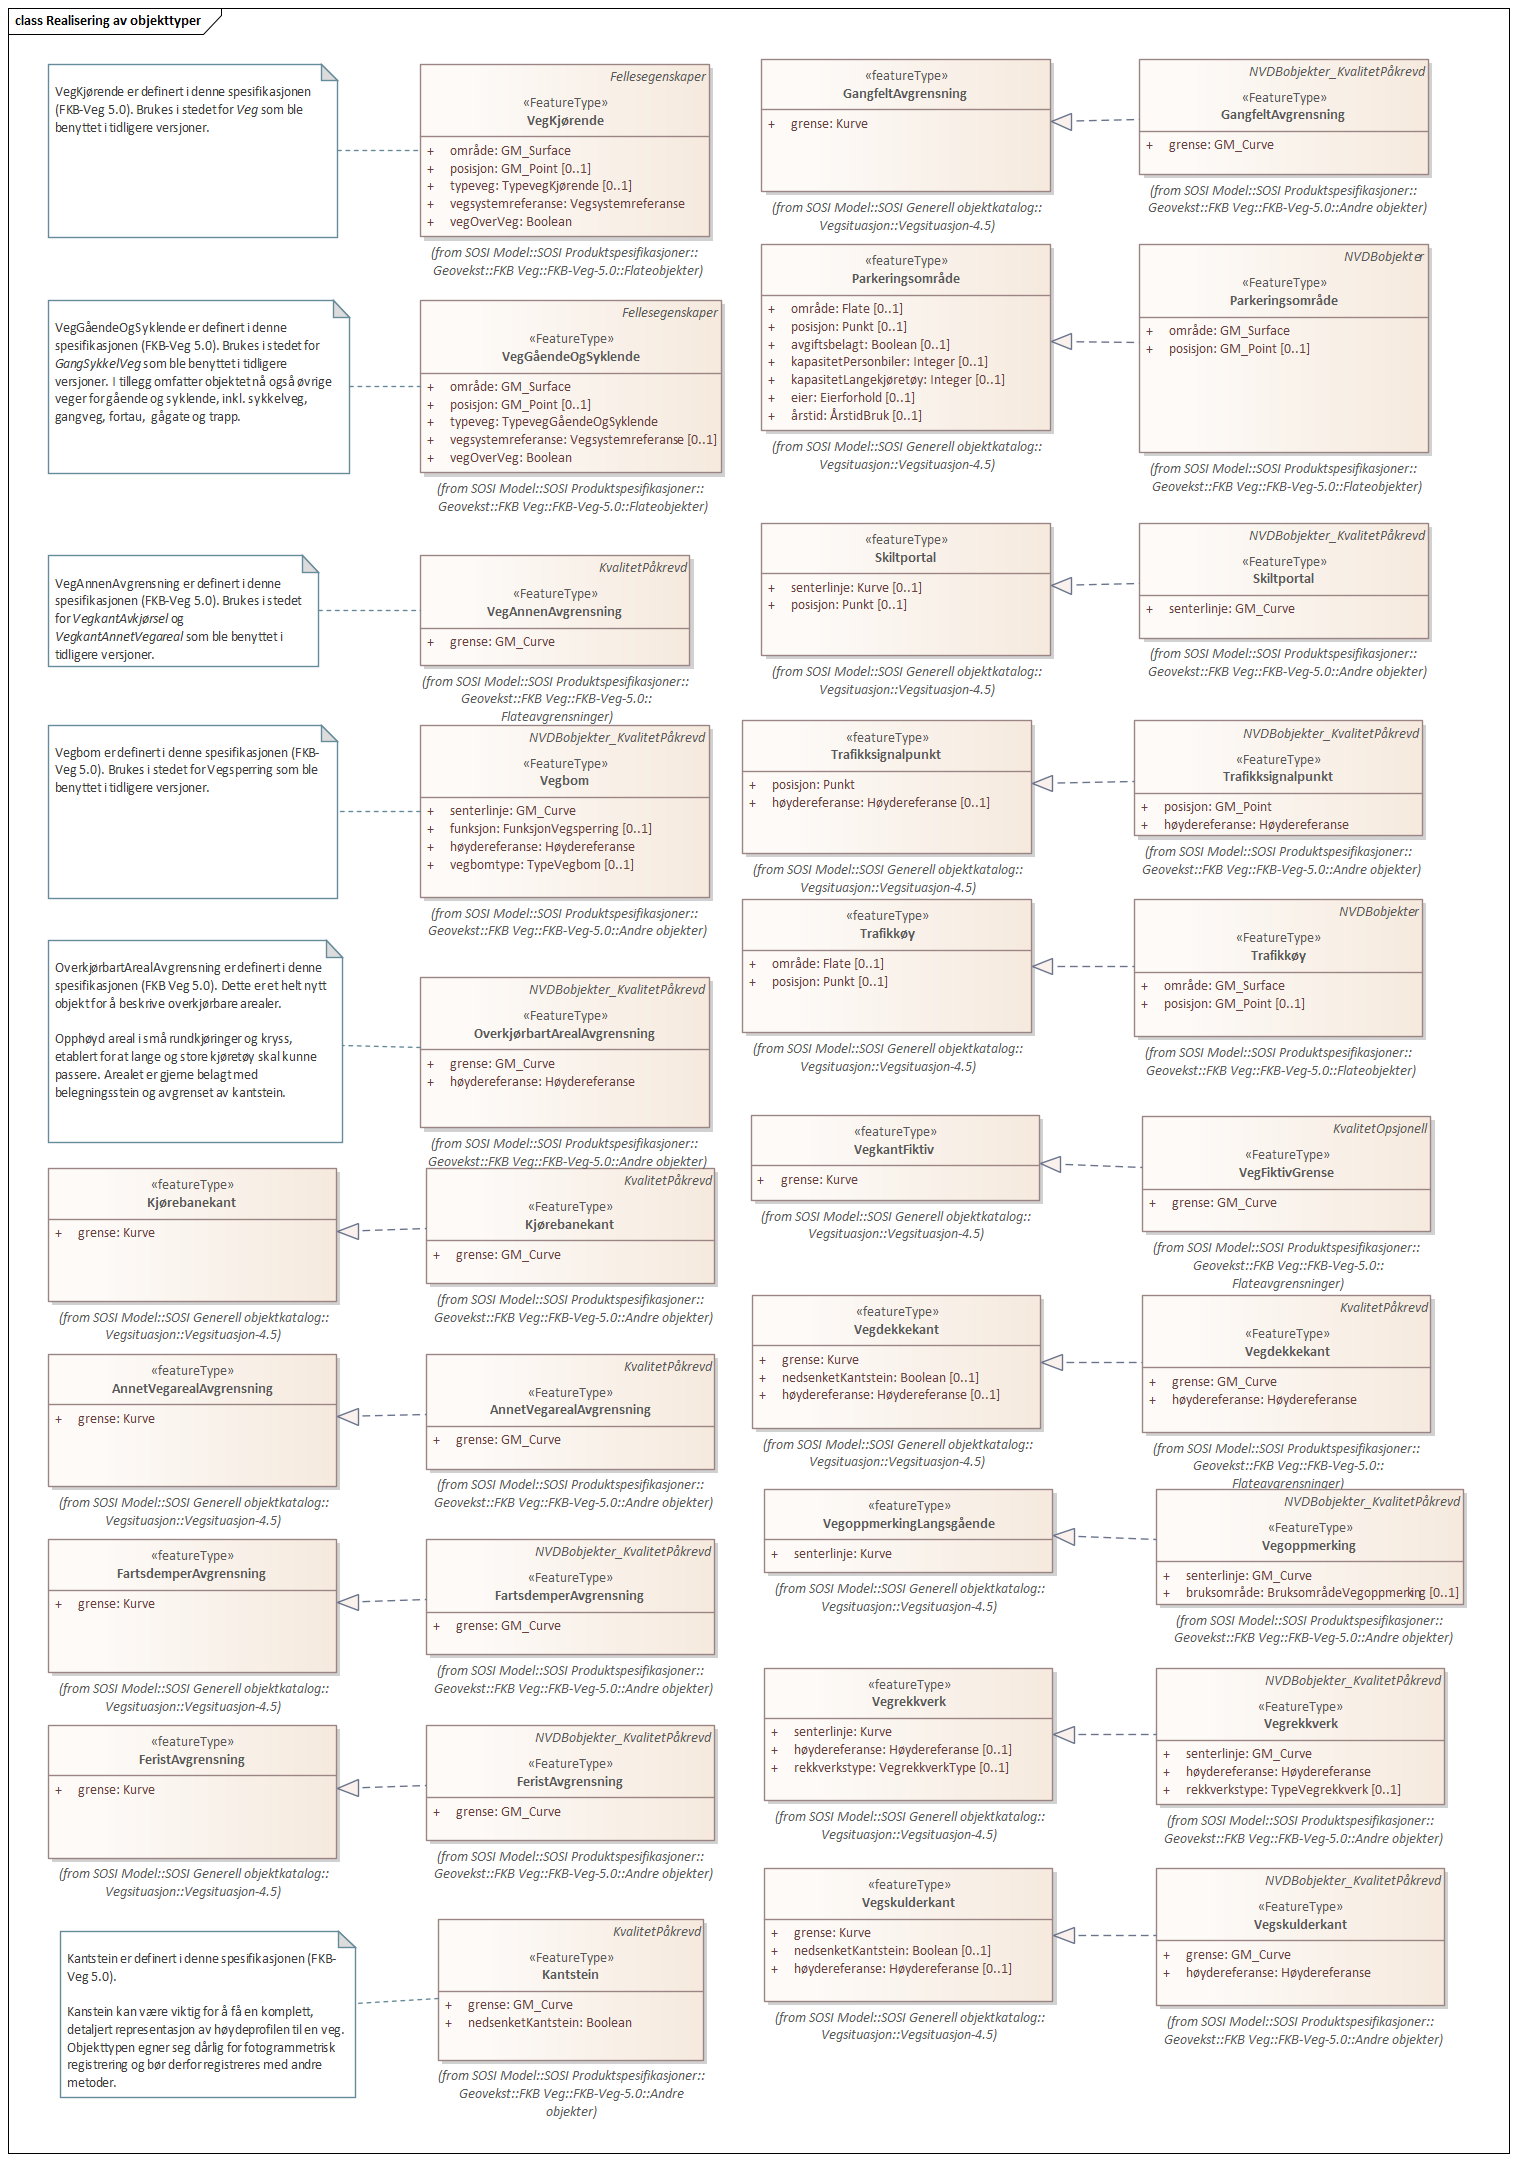 class Realisering av objekttyper
VegKjørende er definert i denne spesifikasjonen
(FKB-Veg 5.0). Brukes i stedet for Veg som ble
benyttet i tidligere versjoner.
Fellesegenskaper
«FeatureType»
VegKjørende
+ område: GM_Surface
+ posisjon: GM_Point [0..1]
+ typeveg: TypevegKjørende [0..1]
+ vegsystemreferanse: Vegsystemreferanse
+ vegOverVeg: Boolean
(from SOSI Model::SOSI Produktspesifikasjoner::
Geovekst::FKB Veg::FKB-Veg-5.0::Flateobjekter)
VegGåendeOgSyklende er definert i denne
spesifikasjonen (FKB-Veg 5.0). Brukes i stedet for
GangSykkelVeg som ble benyttet i tidligere
versjoner. I tillegg omfatter objektet nå også øvrige
veger for gående og syklende, inkl. sykkelveg,
gangveg, fortau, gågate og trapp.
Fellesegenskaper
«FeatureType»
VegGåendeOgSyklende
+ område: GM_Surface
+ posisjon: GM_Point [0..1]
+ typeveg: TypevegGåendeOgSyklende
+ vegsystemreferanse: Vegsystemreferanse [0..1]
+ vegOverVeg: Boolean
(from SOSI Model::SOSI Produktspesifikasjoner::
Geovekst::FKB Veg::FKB-Veg-5.0::Flateobjekter)
VegAnnenAvgrensning er definert i denne
spesifikasjonen (FKB-Veg 5.0). Brukes i stedet
for VegkantAvkjørsel og
VegkantAnnetVegareal som ble benyttet i
tidligere versjoner.
KvalitetPåkrevd
«FeatureType»
VegAnnenAvgrensning
+ grense: GM_Curve
(from SOSI Model::SOSI Produktspesifikasjoner::
Geovekst::FKB Veg::FKB-Veg-5.0::
Flateavgrensninger)
Vegbom er definert i denne spesifikasjonen (FKB-
Veg 5.0). Brukes i stedet for Vegsperring som ble
benyttet i tidligere versjoner.
NVDBobjekter_KvalitetPåkrevd
«FeatureType»
Vegbom
+ senterlinje: GM_Curve
+ funksjon: FunksjonVegsperring [0..1]
+ høydereferanse: Høydereferanse
+ vegbomtype: TypeVegbom [0..1]
(from SOSI Model::SOSI Produktspesifikasjoner::
Geovekst::FKB Veg::FKB-Veg-5.0::Andre objekter)
OverkjørbartArealAvgrensning er definert i denne
spesifikasjonen (FKB Veg 5.0). Dette er et helt nytt
objekt for å beskrive overkjørbare arealer.
Opphøyd areal i små rundkjøringer og kryss,
etablert for at lange og store kjøretøy skal kunne
passere. Arealet er gjerne belagt med
belegningsstein og avgrenset av kantstein.
NVDBobjekter_KvalitetPåkrevd
«FeatureType»
OverkjørbartArealAvgrensning
+ grense: GM_Curve
+ høydereferanse: Høydereferanse
(from SOSI Model::SOSI Produktspesifikasjoner::
Geovekst::FKB Veg::FKB-Veg-5.0::Andre objekter)
«featureType»
Kjørebanekant
+ grense: Kurve
(from SOSI Model::SOSI Generell objektkatalog::
Vegsituasjon::Vegsituasjon-4.5)
KvalitetPåkrevd
«FeatureType»
Kjørebanekant
+ grense: GM_Curve
(from SOSI Model::SOSI Produktspesifikasjoner::
Geovekst::FKB Veg::FKB-Veg-5.0::Andre objekter)
«featureType»
AnnetVegarealAvgrensning
+ grense: Kurve
(from SOSI Model::SOSI Generell objektkatalog::
Vegsituasjon::Vegsituasjon-4.5)
KvalitetPåkrevd
«FeatureType»
AnnetVegarealAvgrensning
+ grense: GM_Curve
(from SOSI Model::SOSI Produktspesifikasjoner::
Geovekst::FKB Veg::FKB-Veg-5.0::Andre objekter)
«featureType»
FartsdemperAvgrensning
+ grense: Kurve
(from SOSI Model::SOSI Generell objektkatalog::
Vegsituasjon::Vegsituasjon-4.5)
NVDBobjekter_KvalitetPåkrevd
«FeatureType»
FartsdemperAvgrensning
+ grense: GM_Curve
(from SOSI Model::SOSI Produktspesifikasjoner::
Geovekst::FKB Veg::FKB-Veg-5.0::Andre objekter)
«featureType»
FeristAvgrensning
+ grense: Kurve
(from SOSI Model::SOSI Generell objektkatalog::
Vegsituasjon::Vegsituasjon-4.5)
NVDBobjekter_KvalitetPåkrevd
«FeatureType»
FeristAvgrensning
+ grense: GM_Curve
(from SOSI Model::SOSI Produktspesifikasjoner::
Geovekst::FKB Veg::FKB-Veg-5.0::Andre objekter)
Kantstein er definert i denne spesifikasjonen (FKB-
Veg 5.0).
Kanstein kan være viktig for å få en komplett,
detaljert representasjon av høydeprofilen til en veg.
Objekttypen egner seg dårlig for fotogrammetrisk
registrering og bør derfor registreres med andre
metoder.
KvalitetPåkrevd
«FeatureType»
Kantstein
+ grense: GM_Curve
+ nedsenketKantstein: Boolean
(from SOSI Model::SOSI Produktspesifikasjoner::
Geovekst::FKB Veg::FKB-Veg-5.0::Andre
objekter)
«featureType»
GangfeltAvgrensning
+ grense: Kurve
(from SOSI Model::SOSI Generell objektkatalog::
Vegsituasjon::Vegsituasjon-4.5)
NVDBobjekter_KvalitetPåkrevd
«FeatureType»
GangfeltAvgrensning
+ grense: GM_Curve
(from SOSI Model::SOSI Produktspesifikasjoner::
Geovekst::FKB Veg::FKB-Veg-5.0::Andre objekter)
«featureType»
Parkeringsområde
+ område: Flate [0..1]
+ posisjon: Punkt [0..1]
+ avgiftsbelagt: Boolean [0..1]
+ kapasitetPersonbiler: Integer [0..1]
+ kapasitetLangekjøretøy: Integer [0..1]
+ eier: Eierforhold [0..1]
+ årstid: ÅrstidBruk [0..1]
(from SOSI Model::SOSI Generell objektkatalog::
Vegsituasjon::Vegsituasjon-4.5)
NVDBobjekter
«FeatureType»
Parkeringsområde
+ område: GM_Surface
+ posisjon: GM_Point [0..1]
(from SOSI Model::SOSI Produktspesifikasjoner::
Geovekst::FKB Veg::FKB-Veg-5.0::Flateobjekter)
«featureType»
Skiltportal
+ senterlinje: Kurve [0..1]
+ posisjon: Punkt [0..1]
(from SOSI Model::SOSI Generell objektkatalog::
Vegsituasjon::Vegsituasjon-4.5)
NVDBobjekter_KvalitetPåkrevd
«FeatureType»
Skiltportal
+ senterlinje: GM_Curve
(from SOSI Model::SOSI Produktspesifikasjoner::
Geovekst::FKB Veg::FKB-Veg-5.0::Andre objekter)
«featureType»
Trafikksignalpunkt
+ posisjon: Punkt
+ høydereferanse: Høydereferanse [0..1]
(from SOSI Model::SOSI Generell objektkatalog::
Vegsituasjon::Vegsituasjon-4.5)
NVDBobjekter_KvalitetPåkrevd
«FeatureType»
Trafikksignalpunkt
+ posisjon: GM_Point
+ høydereferanse: Høydereferanse
(from SOSI Model::SOSI Produktspesifikasjoner::
Geovekst::FKB Veg::FKB-Veg-5.0::Andre objekter)
«featureType»
Trafikkøy
+ område: Flate [0..1]
+ posisjon: Punkt [0..1]
(from SOSI Model::SOSI Generell objektkatalog::
Vegsituasjon::Vegsituasjon-4.5)
NVDBobjekter
«FeatureType»
Trafikkøy
+ område: GM_Surface
+ posisjon: GM_Point [0..1]
(from SOSI Model::SOSI Produktspesifikasjoner::
Geovekst::FKB Veg::FKB-Veg-5.0::Flateobjekter)
«featureType»
VegkantFiktiv
+ grense: Kurve
(from SOSI Model::SOSI Generell objektkatalog::
Vegsituasjon::Vegsituasjon-4.5)
KvalitetOpsjonell
«FeatureType»
VegFiktivGrense
+ grense: GM_Curve
(from SOSI Model::SOSI Produktspesifikasjoner::
Geovekst::FKB Veg::FKB-Veg-5.0::
Flateavgrensninger)
«featureType»
Vegdekkekant
+ grense: Kurve
+ nedsenketKantstein: Boolean [0..1]
+ høydereferanse: Høydereferanse [0..1]
(from SOSI Model::SOSI Generell objektkatalog::
Vegsituasjon::Vegsituasjon-4.5)
KvalitetPåkrevd
«FeatureType»
Vegdekkekant
+ grense: GM_Curve
+ høydereferanse: Høydereferanse
(from SOSI Model::SOSI Produktspesifikasjoner::
Geovekst::FKB Veg::FKB-Veg-5.0::
Flateavgrensninger)
«featureType»
VegoppmerkingLangsgående
+ senterlinje: Kurve
(from SOSI Model::SOSI Generell objektkatalog::
Vegsituasjon::Vegsituasjon-4.5)
NVDBobjekter_KvalitetPåkrevd
«FeatureType»
Vegoppmerking
+ senterlinje: GM_Curve
+ bruksområde: BruksområdeVegoppmerking [0..1]
(from SOSI Model::SOSI Produktspesifikasjoner::
Geovekst::FKB Veg::FKB-Veg-5.0::Andre objekter)
«featureType»
Vegrekkverk
+ senterlinje: Kurve
+ høydereferanse: Høydereferanse [0..1]
+ rekkverkstype: VegrekkverkType [0..1]
(from SOSI Model::SOSI Generell objektkatalog::
Vegsituasjon::Vegsituasjon-4.5)
NVDBobjekter_KvalitetPåkrevd
«FeatureType»
Vegrekkverk
+ senterlinje: GM_Curve
+ høydereferanse: Høydereferanse
+ rekkverkstype: TypeVegrekkverk [0..1]
(from SOSI Model::SOSI Produktspesifikasjoner::
Geovekst::FKB Veg::FKB-Veg-5.0::Andre objekter)
«featureType»
Vegskulderkant
+ grense: Kurve
+ nedsenketKantstein: Boolean [0..1]
+ høydereferanse: Høydereferanse [0..1]
(from SOSI Model::SOSI Generell objektkatalog::
Vegsituasjon::Vegsituasjon-4.5)
NVDBobjekter_KvalitetPåkrevd
«FeatureType»
Vegskulderkant
+ grense: GM_Curve
+ høydereferanse: Høydereferanse
(from SOSI Model::SOSI Produktspesifikasjoner::
Geovekst::FKB Veg::FKB-Veg-5.0::Andre objekter)